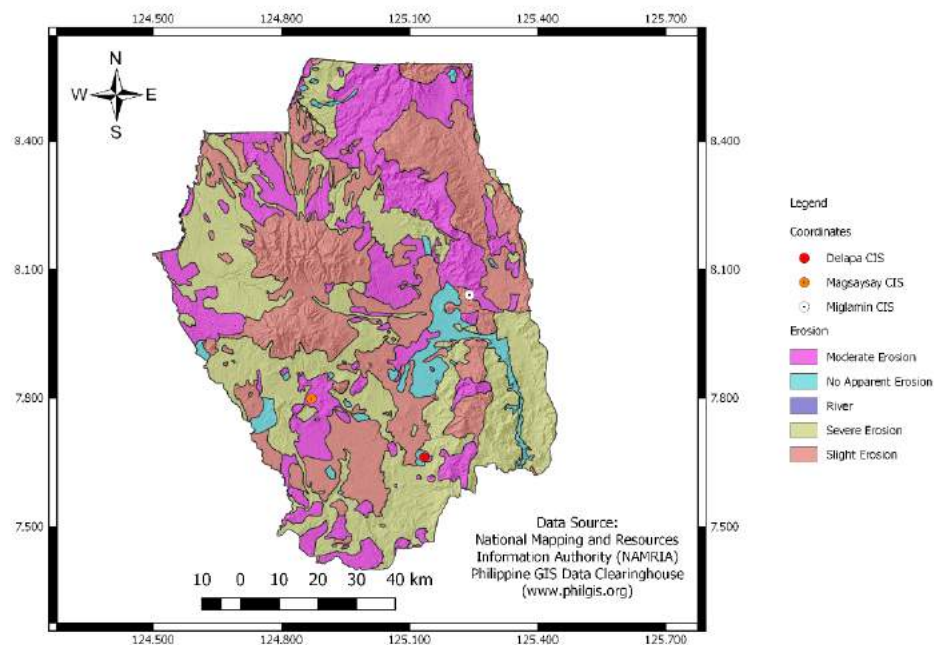 124.500 124.800 125.100 125.400 125.700
N
W E
S
8.400 8.400
8.100 8.100
7.800 7.800
7.500 7.500
Legend
Coordinates
Delapa CIS
Magsaysay CIS
Miglamin CIS
Erosion
Moderate Erosion
No Apparent Erosion
River
Severe Erosion
Slight Erosion
Data Source:
National Mapping and Resources
Information Authority (NAMRIA)
Philippine GIS Data Clearinghouse
(www.philgis.org)
10 0 10 20 30 40 km
124.500 124.800 125.100 125.400 125.700